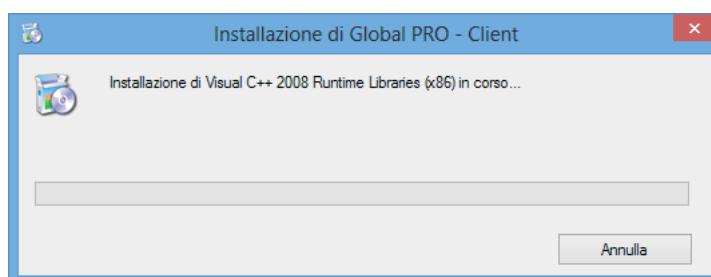 Installazione di Global PRO - Client
Installazione di Visual C++ 2008 Runtime Libraries (x86) in corso...
Annulla